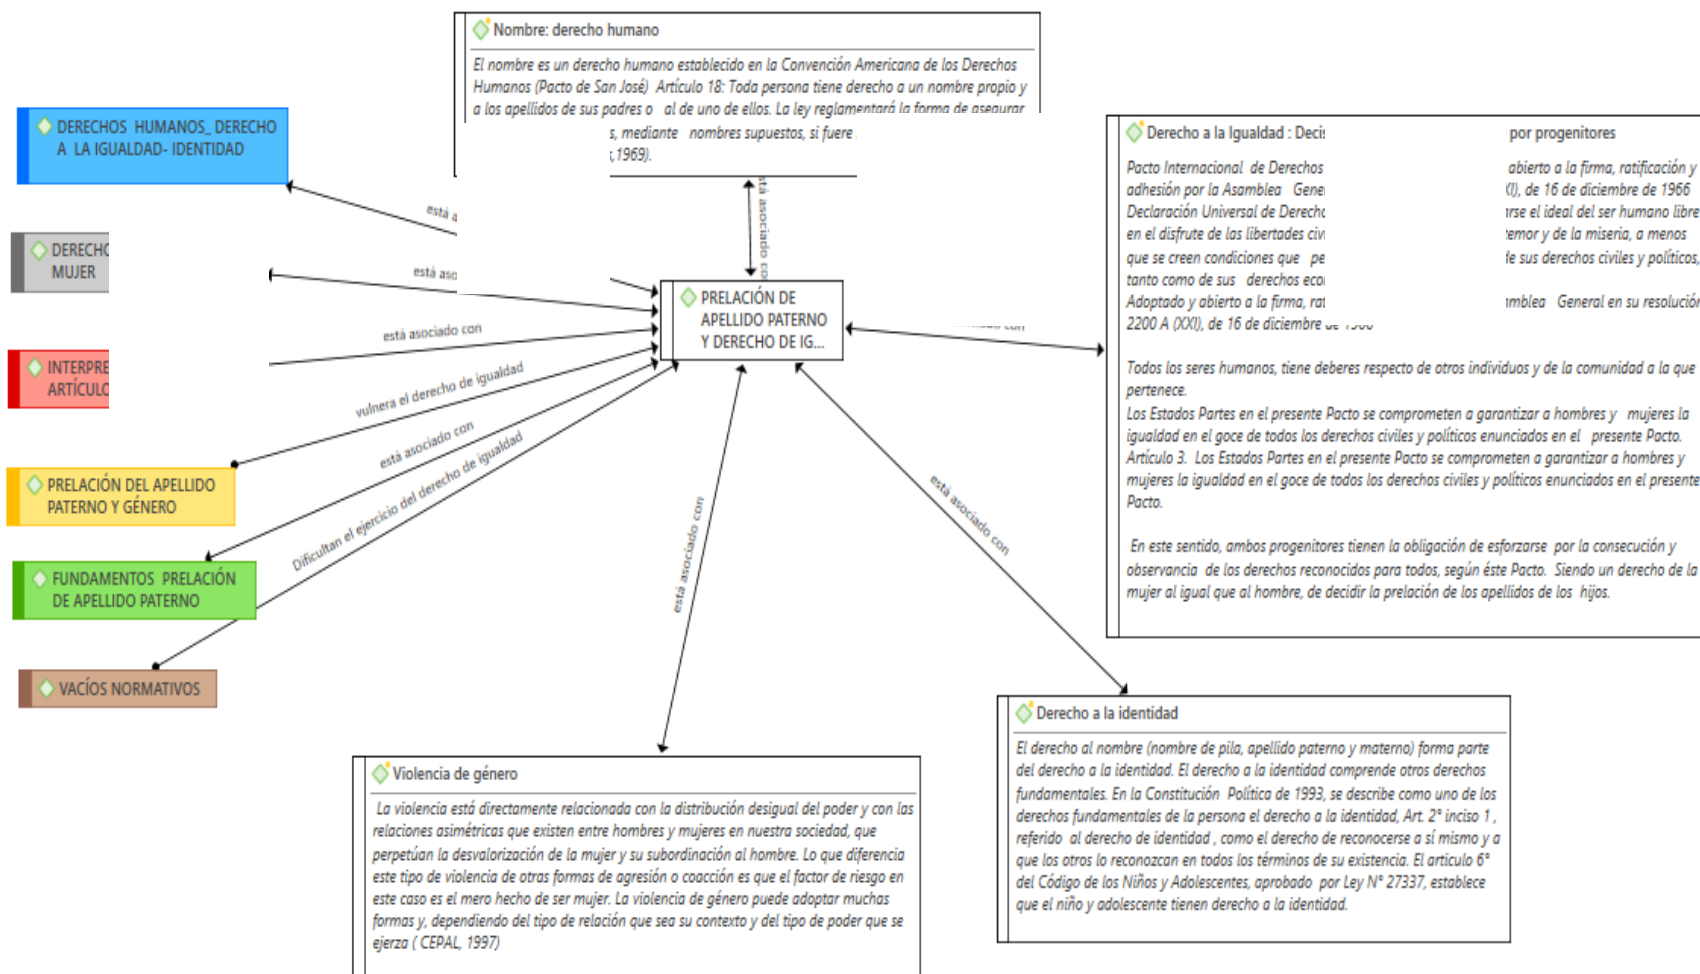 Nombre: derecho humano
El nombre es un derecho humano establecido en la Convención Americana de los Derechos
Humanos (Pacto de San José) Artículo 18: Toda persona tiene derecho a un nombre propio y
a los apellidos de sus padres o al de uno de ellos. La ley reglamentará la forma de asegurar
mediante nombres supuestos, si fuere
1969).
DERECHOS HUMANOS_ DERECHO
A LA IGUALDAD- IDENTIDAD
MUJER
PRELACIÓN DEL APELLIDO
PATERNO Y GÉNERO
FUNDAMENTOS PRELACIÓN
DE APELLIDO PATERNO
VACÍOS NORMATIVOS
está
está
está asociado con
vulnera el derecho de igualdad
está asociado con
Dificultan el ejercicio del derecho de igualdad
está asociado con
está asociado con
PRELACIÓN DE
APELLIDO PATERNO
Y DERECHO DE IG...
Derecho a la Igualdad : por progenitores
Pacto Internacional de Derechos abierto a la firma, ratificación y
adhesión por la Asamblea de 16 de diciembre de 1966
Declaración Universal de el ideal del ser humano libre
en el disfrute de las libertades y de la miseria, a menos
que se creen condiciones que de sus derechos civiles y políticos,
tanto como de sus derechos
Adoptado y abierto a la firma, General en su resolución
2200 A (XXI), de 16 de diciembre
Todos los seres humanos, tiene deberes respecto de otros individuos y de la comunidad a la que
pertenece.
Los Estados Partes en el presente Pacto se comprometen a garantizar a hombres y mujeres la
igualdad en el goce de todos los derechos civiles y políticos enunciados en el presente Pacto.
Artículo 3. Los Estados Partes en el presente Pacto se comprometen a garantizar a hombres y
mujeres la igualdad en el goce de todos los derechos civiles y políticos enunciados en el presente
Pacto.
En este sentido, ambos progenitores tienen la obligación de esforzarse por la consecución y
observancia de los derechos reconocidos para todos, según éste Pacto. Siendo un derecho de la
mujer al igual que al hombre, de decidir la prelación de los apellidos de los hijos.
está asociado con
Derecho a la identidad
El derecho al nombre (nombre de pila, apellido paterno y materno) forma parte
del derecho a la identidad. El derecho a la identidad comprende otros derechos
fundamentales. En la Constitución Política de 1993, se describe como uno de los
derechos fundamentales de la persona el derecho a la identidad, Art. 2° inciso 1 ,
referido al derecho de identidad , como el derecho de reconocerse a sí mismo y a
que los otros lo reconozcan en todos los términos de su existencia. El articulo 6°
del Código de los Niños y Adolescentes, aprobado por Ley N° 27337, establece
que el niño y adolescente tienen derecho a la identidad.
Violencia de género
La violencia está directamente relacionada con la distribución desigual del poder y con las
relaciones asimétricas que existen entre hombres y mujeres en nuestra sociedad, que
perpetúan la desvalorización de la mujer y su subordinación al hombre. Lo que diferencia
este tipo de violencia de otras formas de agresión o coacción es que el factor de riesgo en
este caso es el mero hecho de ser mujer. La violencia de género puede adoptar muchas
formas y, dependiendo del tipo de relación que sea su contexto y del tipo de poder que se
ejerza ( CEPAL, 1997)